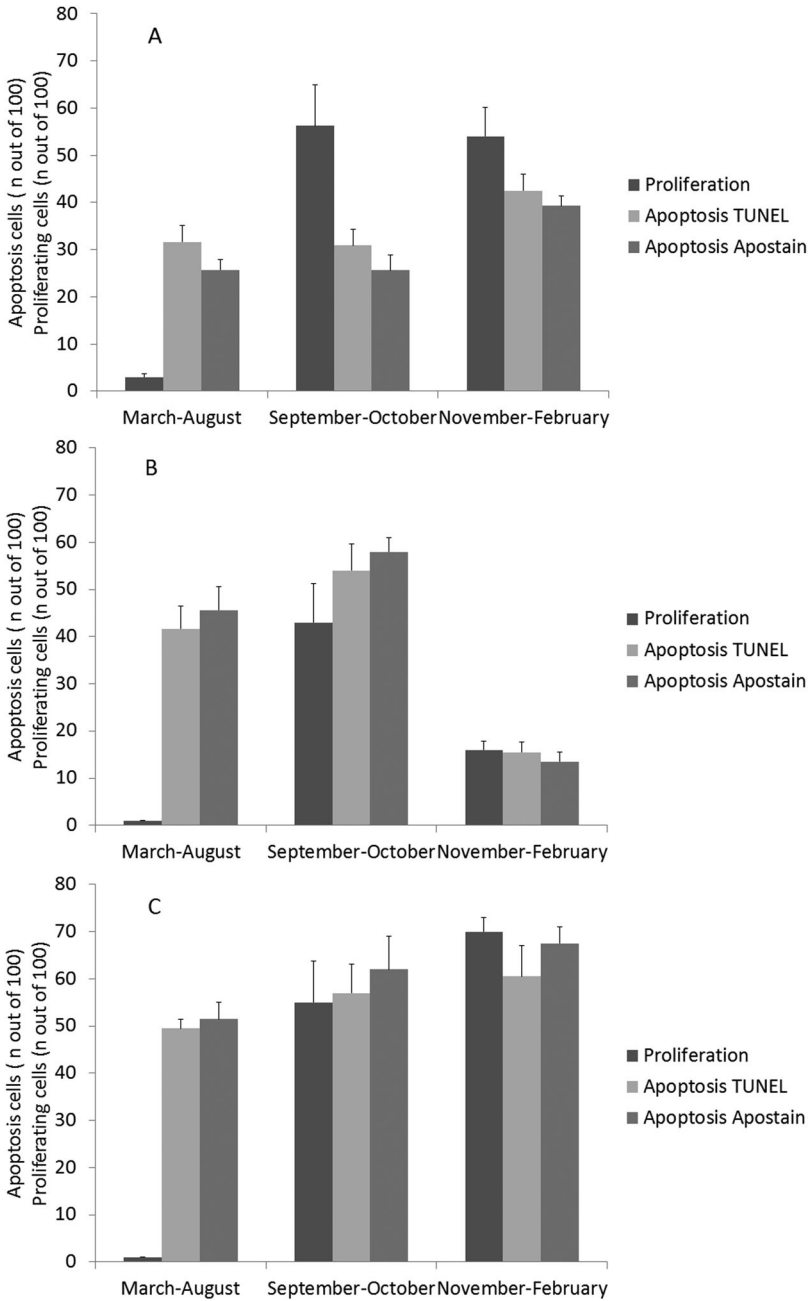 A
Apoptosis cells ( n out of 100)
Proliferating cells (n out of 100)
80
70
60
50
40
30
20
10
0
March-August
September-October
November-February
Proliferation
Apoptosis TUNEL
Apoptosis Apostain
B
Apoptosis cells ( n out of 100)
Proliferating cells (n out of 100)
80
70
60
50
40
30
20
10
0
March-August
September-October
November-February
Proliferation
Apoptosis TUNEL
Apoptosis Apostain
C
Apoptosis cells ( n out of 100)
Proliferating cells (n out of 100)
80
70
60
50
40
30
20
10
0
March-August
September-October
November-February
Proliferation
Apoptosis TUNEL
Apoptosis Apostain